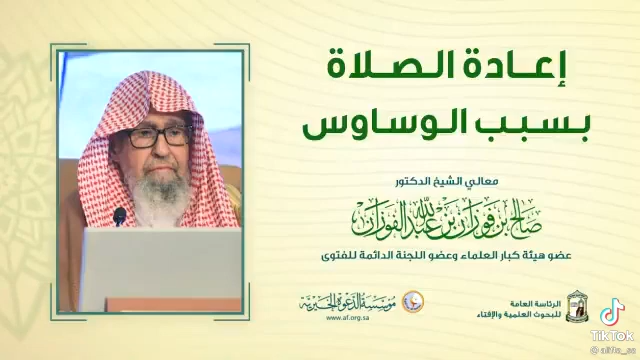 إعادة الصلاة
بسبب الوساوس
معالي الشيخ الدكتور
صالح بن فوزان بن عبدالله الفوزان
عضو هيئة كبار العلماء وعضو اللجنة الدائمة للفتوى
مؤسسة الدعوة الخيرية
www.af.org.sa
الرئاسة العامة
للبحوث العلمية والإفتاء
TikTok
@alifta_sa